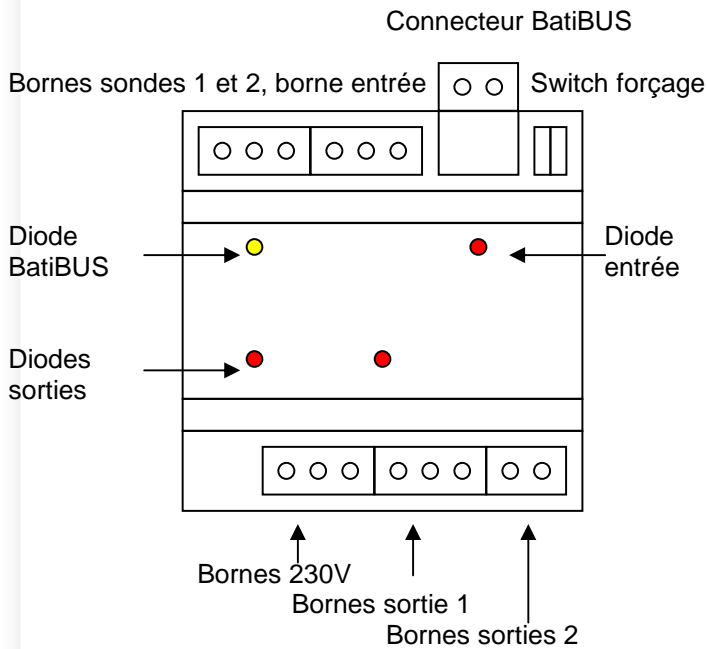 Connecteur BatiBUS
Bornes sondes 1 et 2, borne entrée
Switch forçage
Diode
BatiBUS
Diode
entrée
Diodes
sorties
Bornes 230V
Bornes sortie 1
Bornes sorties 2